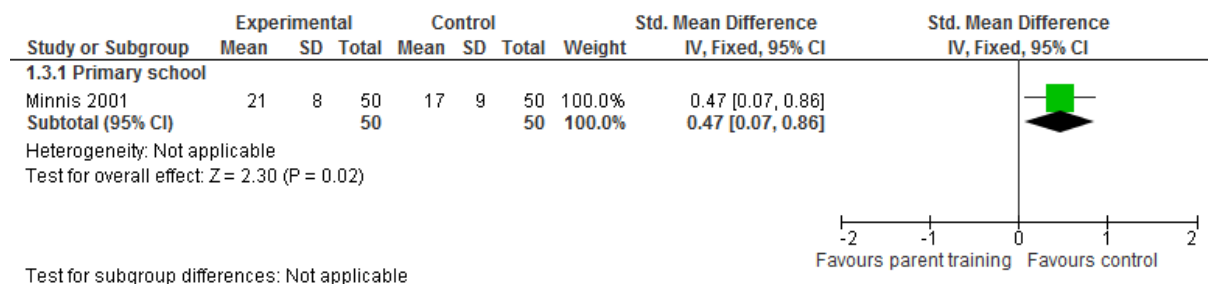 Experimental Control Std. Mean Difference Std. Mean Difference
Study or Subgroup Mean SD Total Mean SD Total Weight IV, Fixed, 95% CI IV, Fixed, 95% CI
1.3.1 Primary school
Minnis 2001 21 8 50 17 9 50 100.0% 0.47 [0.07, 0.86]
Subtotal (95% CI) 50 50 100.0% 0.47 [0.07, 0.86]
Heterogeneity: Not applicable
Test for overall effect: Z = 2.30 (P = 0.02)
-2 -1 0 1 2
Favours parent training Favours control
Test for subgroup differences: Not applicable